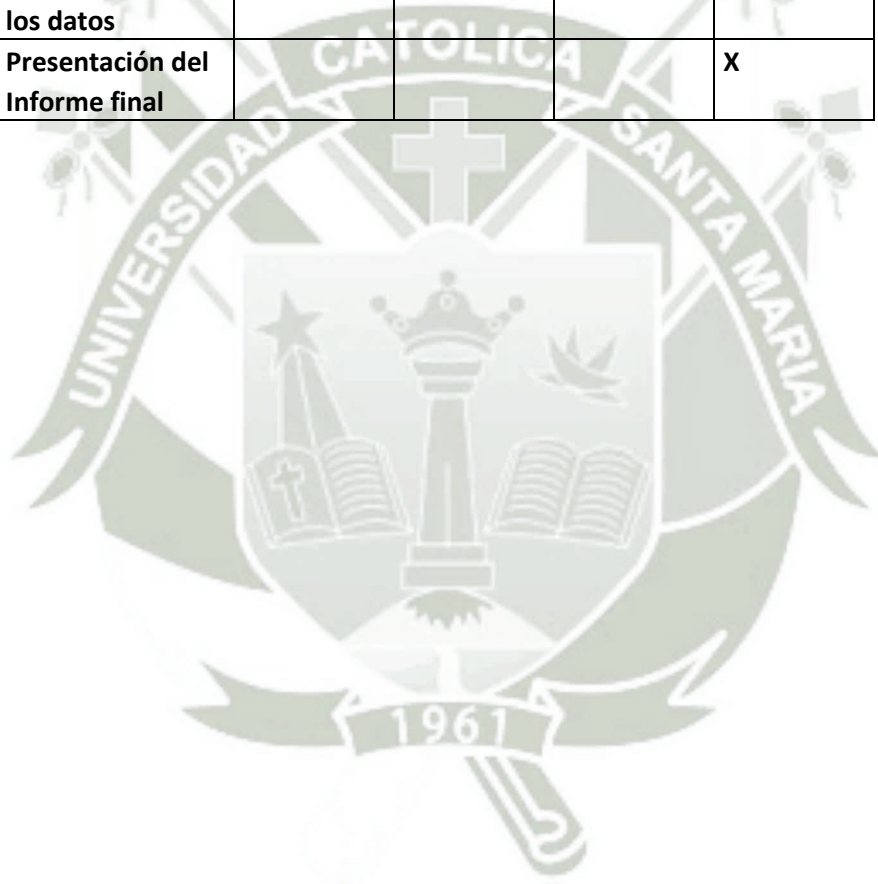 los datos
Presentación del X
Informe final
UNIVERSIDAD CATOLICA SANTA MARIA
1961